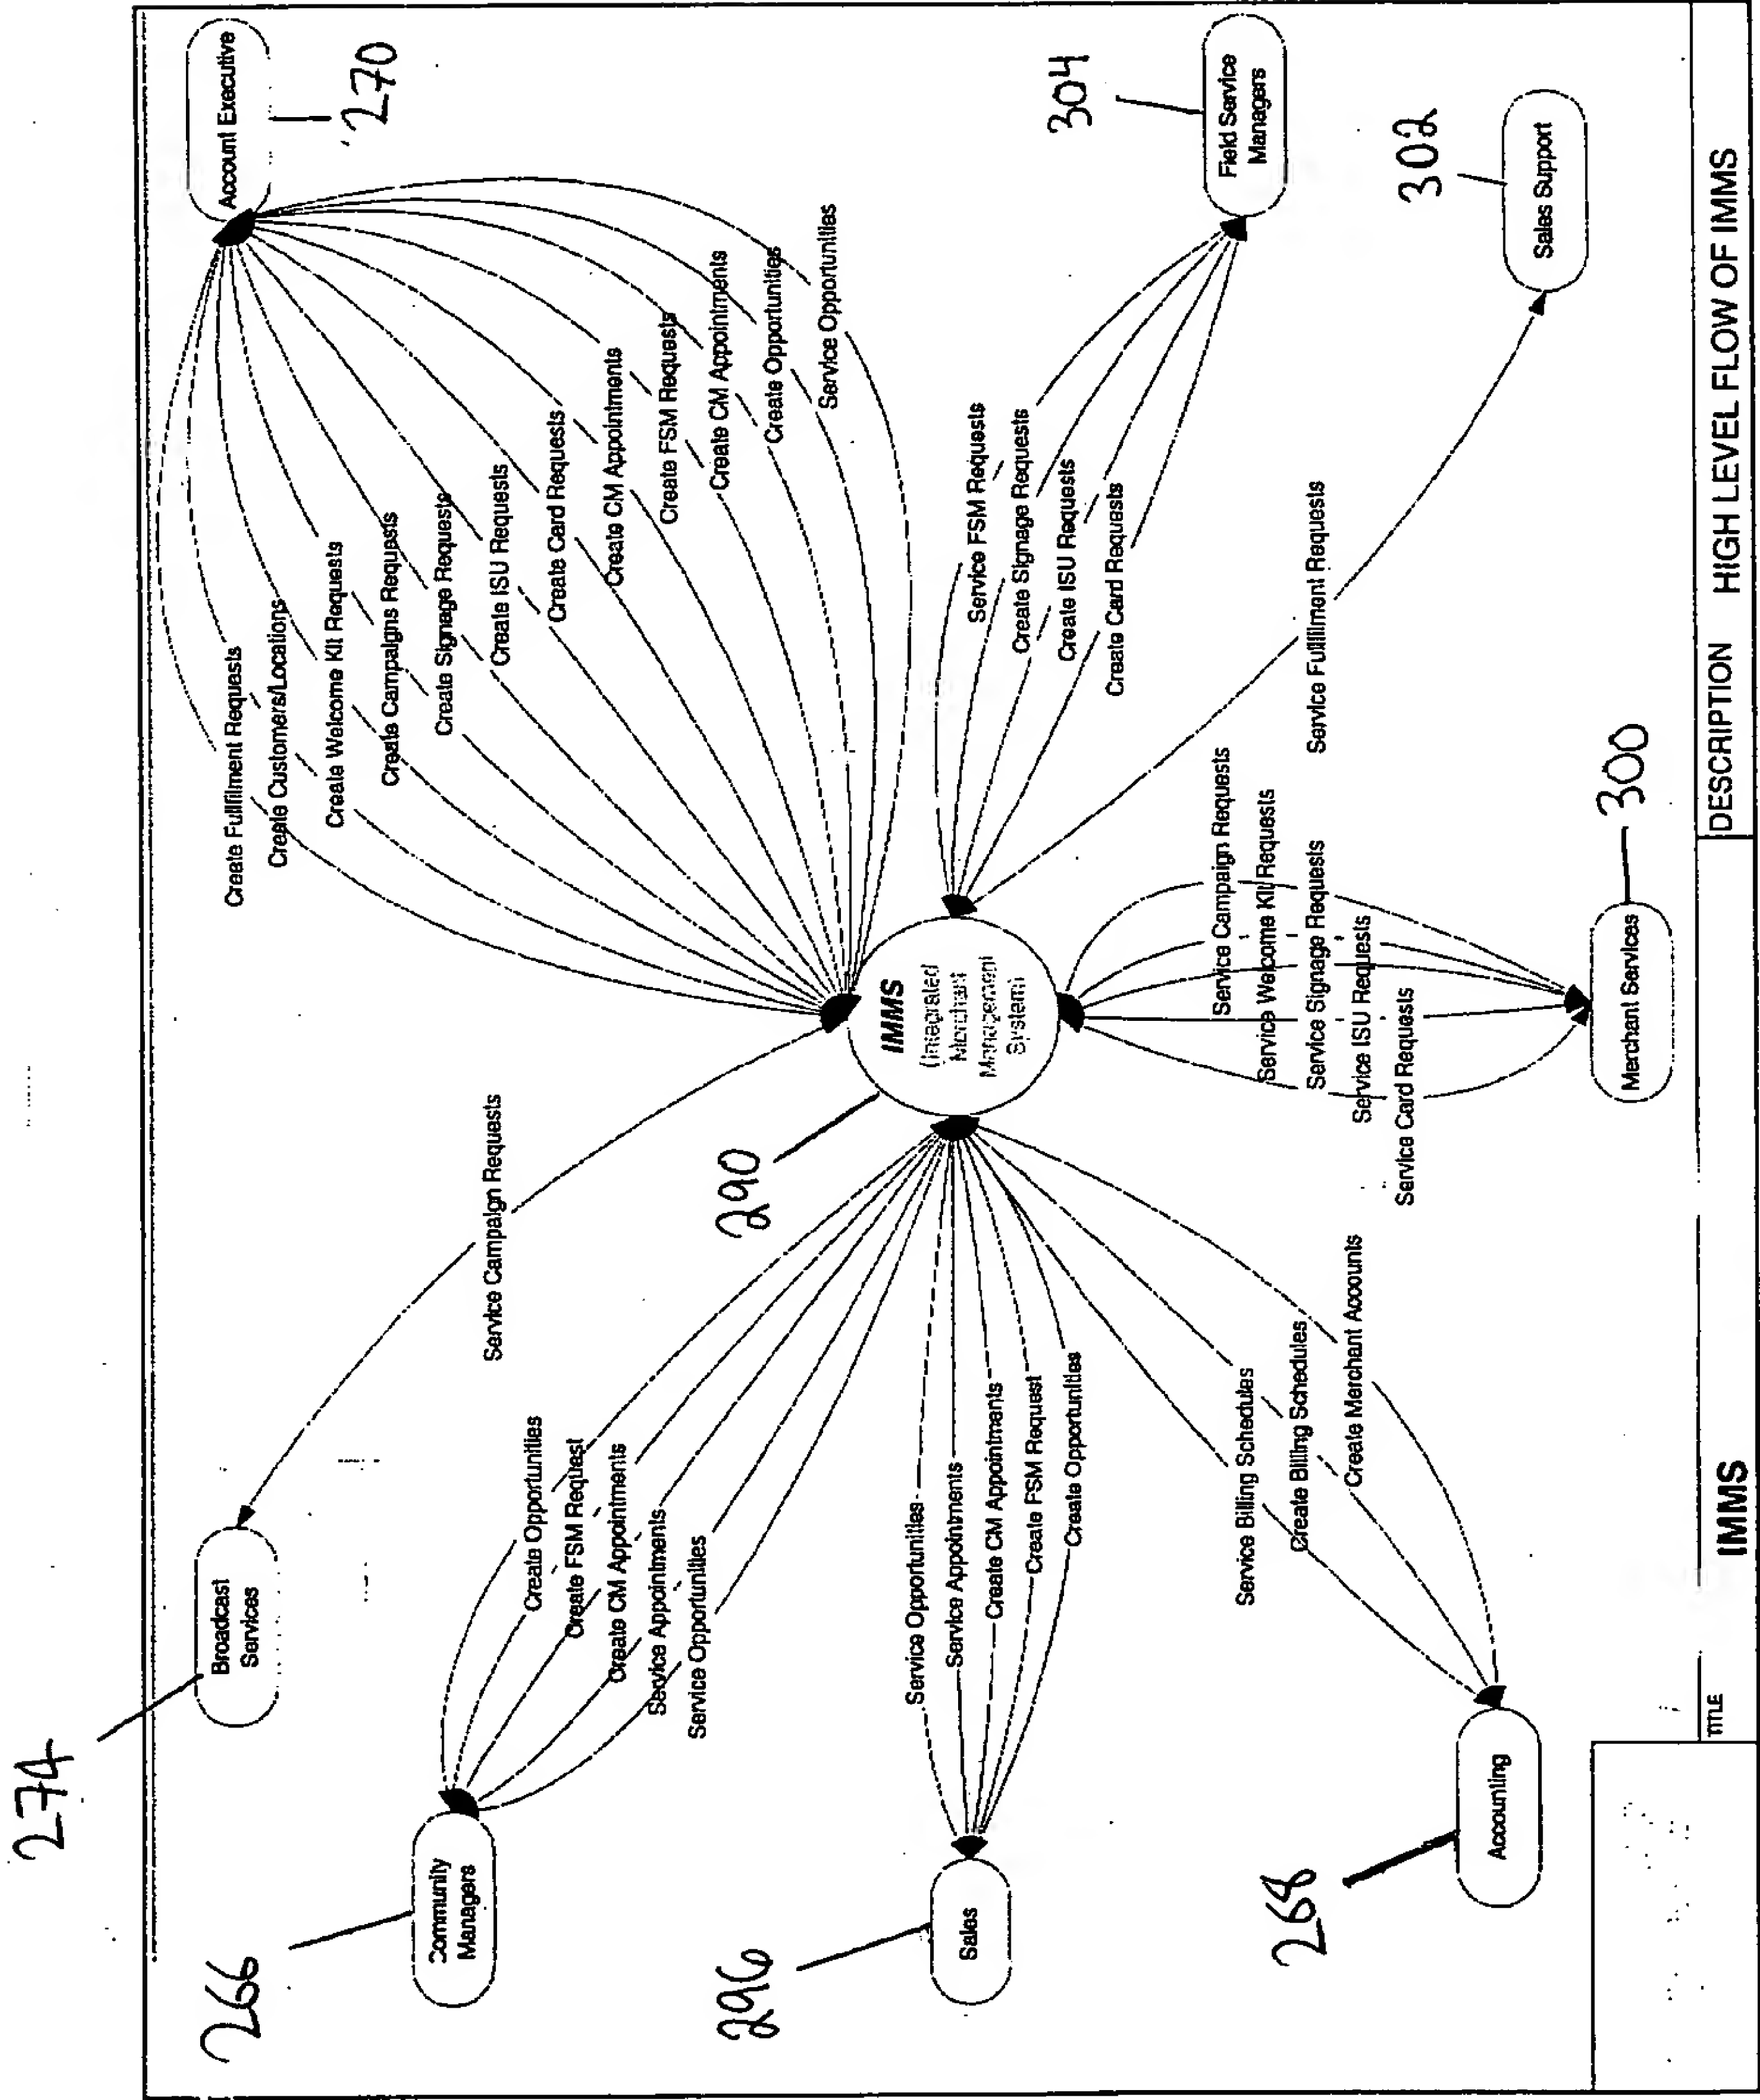 274
Broadcast
Services
Account Executive
270
Service Campaign Requests
Create Fullfilment Requests
Create Customers/Locations
Create Welcome Kit Requests
Create Campaigns Requests
Create Signage Requests
Create ISU Requests
Create Card Requests
Create CM Appointments
Create FSM Requests
Create CM Appointments
Create Opportunities
Service Opportunities
266
Community
Managers
Create Opportunities
Create FSM Request
Create CM Appointments
Service Appointments
Service Opportunities
290
IMMS
(Integrated
Merchant
Management
System)
296
Sales
Service Opportunities
Service Appointments
Create CM Appointments
Create FSM Request
Create Opportunities
304
Field Service
Managers
Service FSM Requests
Create Signage Requests
Create ISU Requests
Create Card Requests
302
Sales Support
Service Fullfilment Requests
268
Accounting
Service Billing Schedules
Create Billing Schedules
Create Merchant Accounts
Service Campaign Requests
Service Welcome Kit Requests
Service Signage Requests
Service ISU Requests
Service Card Requests
Merchant Services
300
TITLE
IMMS
DESCRIPTION HIGH LEVEL FLOW OF IMMS